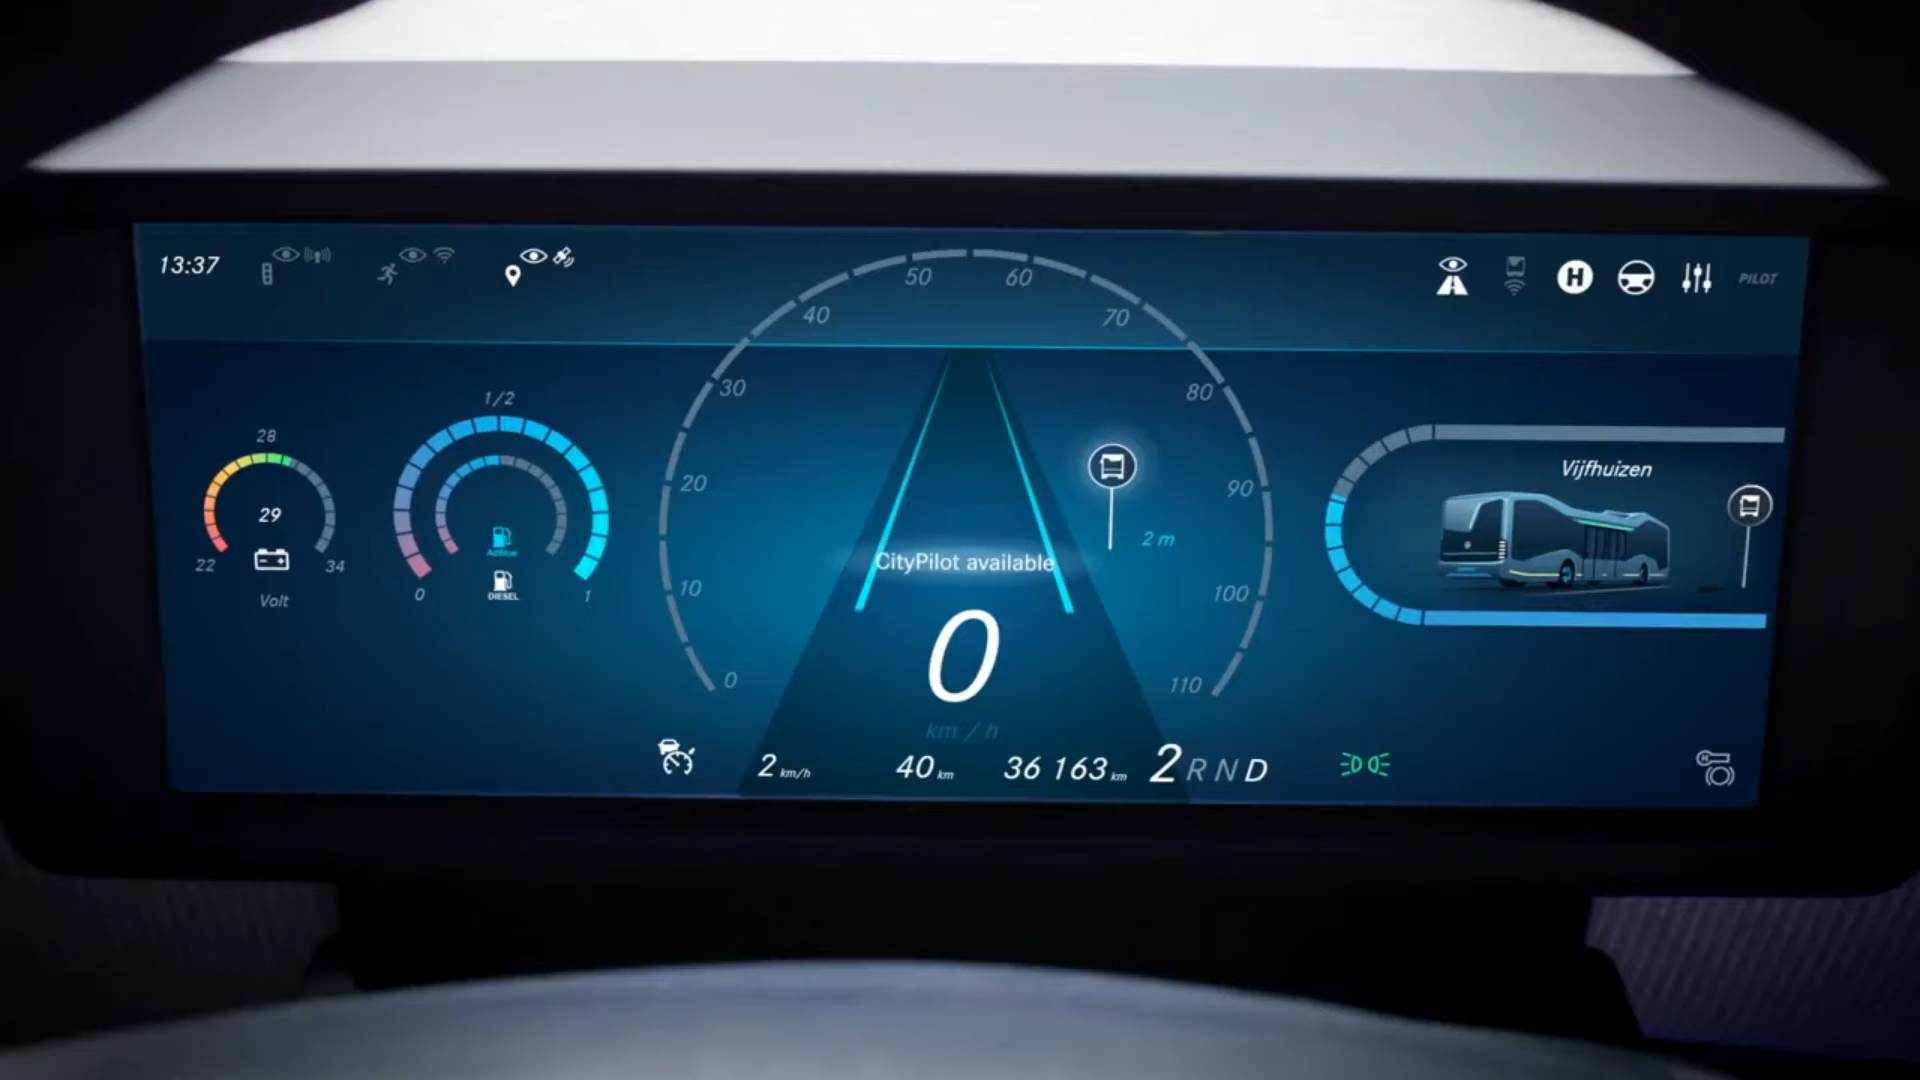 13:37
PILOT
50
60
40
70
30
80
20
90
10
100
0
110
28
29
22
34
Volt
1/2
AdBlue
DIESEL
0
1
H
Vijfhuizen
2 m
CityPilot available
0
km / h
2 km/h
40 km
36 163 km
2 R N D
H